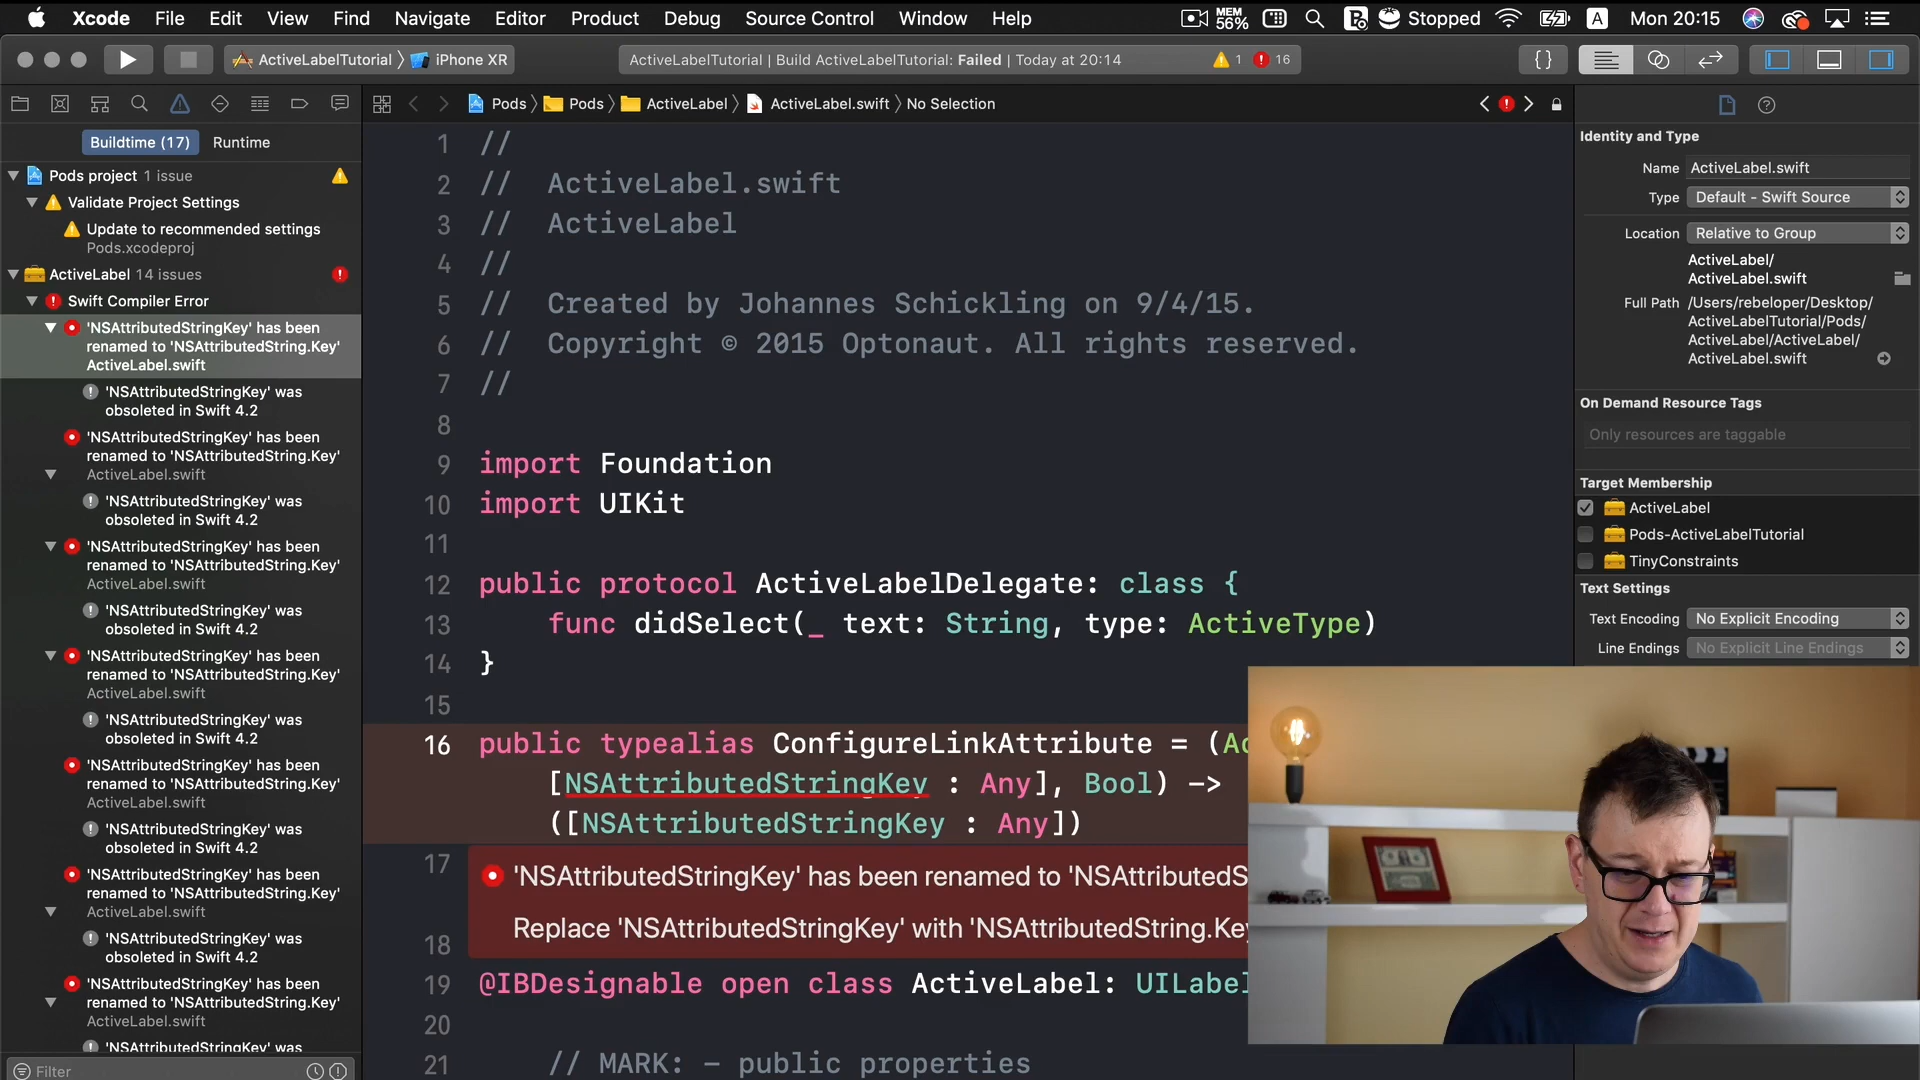 Xcode File Edit View Find Navigate Editor Product Debug Source Control Window Help MEM 56% Stopped A Mon 20:15
ActiveLabelTutorial 〉 iPhone XR
ActiveLabelTutorial | Build ActiveLabelTutorial: Failed | Today at 20:14 1 16
{}
Pods 〉 Pods 〉 ActiveLabel 〉 ActiveLabel.swift 〉 No Selection
Buildtime (17) Runtime
Pods project 1 issue
Validate Project Settings
Update to recommended settings
Pods.xcodeproj
ActiveLabel 14 issues
Swift Compiler Error
'NSAttributedStringKey' has been
renamed to 'NSAttributedString.Key'
ActiveLabel.swift
'NSAttributedStringKey' was
obsoleted in Swift 4.2
'NSAttributedStringKey' has been
renamed to 'NSAttributedString.Key'
ActiveLabel.swift
'NSAttributedStringKey' was
obsoleted in Swift 4.2
'NSAttributedStringKey' has been
renamed to 'NSAttributedString.Key'
ActiveLabel.swift
'NSAttributedStringKey' was
obsoleted in Swift 4.2
'NSAttributedStringKey' has been
renamed to 'NSAttributedString.Key'
ActiveLabel.swift
'NSAttributedStringKey' was
obsoleted in Swift 4.2
'NSAttributedStringKey' has been
renamed to 'NSAttributedString.Key'
ActiveLabel.swift
'NSAttributedStringKey' was
obsoleted in Swift 4.2
'NSAttributedStringKey' has been
renamed to 'NSAttributedString.Key'
ActiveLabel.swift
'NSAttributedStringKey' was
obsoleted in Swift 4.2
'NSAttributedStringKey' has been
renamed to 'NSAttributedString.Key'
ActiveLabel.swift
'NSAttributedStringKey' was
Filter
1 //
2 //  ActiveLabel.swift
3 //  ActiveLabel
4 //
5 //  Created by Johannes Schickling on 9/4/15.
6 //  Copyright © 2015 Optonaut. All rights reserved.
7 //
8
9 import Foundation
10 import UIKit
11
12 public protocol ActiveLabelDelegate: class {
13     func didSelect(_ text: String, type: ActiveType)
14 }
15
16 public typealias ConfigureLinkAttribute = (Ac
[NSAttributedStringKey : Any], Bool) ->
([NSAttributedStringKey : Any])
17
'NSAttributedStringKey' has been renamed to 'NSAttributedS
Replace 'NSAttributedStringKey' with 'NSAttributedString.Key
18
19 @IBDesignable open class ActiveLabel: UILabel
20
21     // MARK: - public properties
Identity and Type
Name ActiveLabel.swift
Type Default - Swift Source
Location Relative to Group
ActiveLabel/
ActiveLabel.swift
Full Path /Users/rebeloper/Desktop/
ActiveLabelTutorial/Pods/
ActiveLabel/ActiveLabel/
ActiveLabel.swift
On Demand Resource Tags
Only resources are taggable
Target Membership
ActiveLabel
Pods-ActiveLabelTutorial
TinyConstraints
Text Settings
Text Encoding No Explicit Encoding
Line Endings No Explicit Line Endings